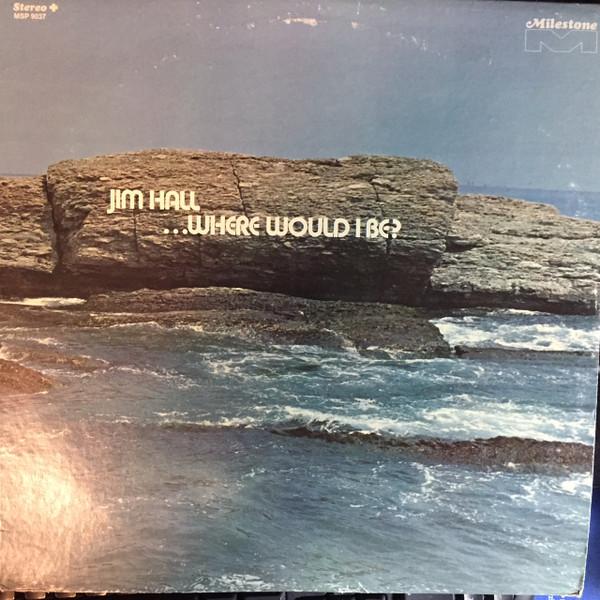 Stereo +
MSP 9037
Milestone
M
JIM HALL
...WHERE WOULD I BE?